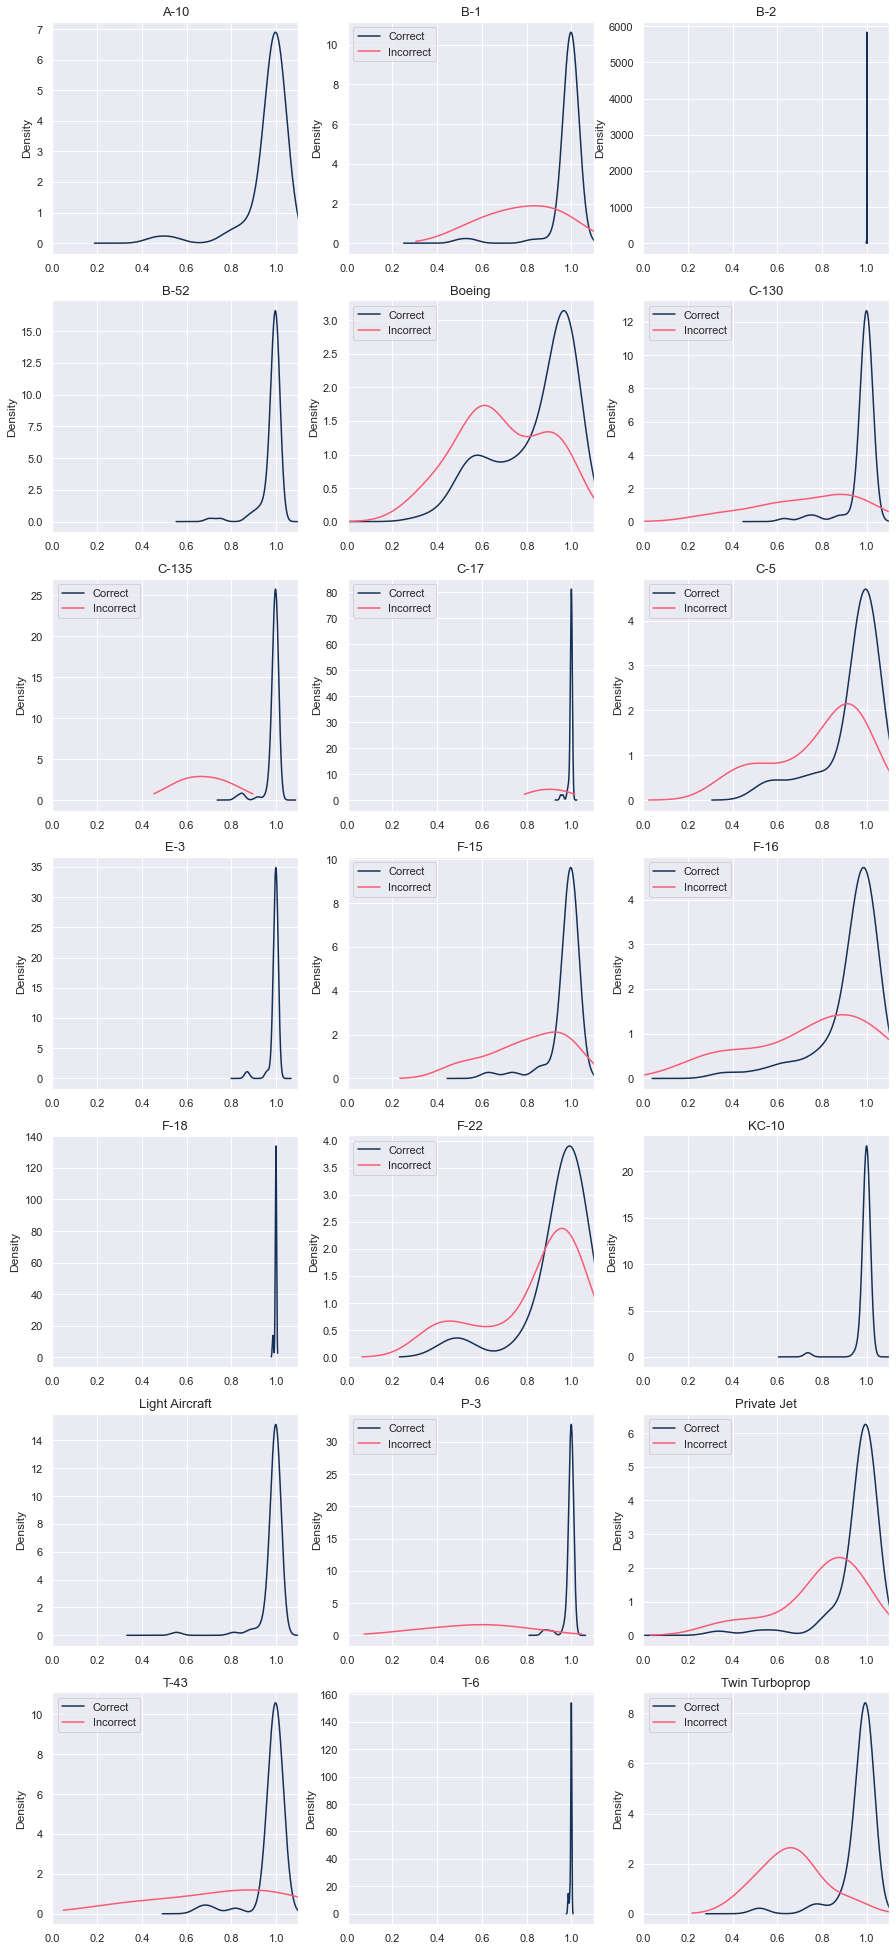 A-10
Density
7
6
5
4
3
2
1
0
0.0 0.2 0.4 0.6 0.8 1.0
B-1
Correct
Incorrect
Density
10
8
6
4
2
0
0.0 0.2 0.4 0.6 0.8 1.0
B-2
Density
6000
5000
4000
3000
2000
1000
0
0.0 0.2 0.4 0.6 0.8 1.0
B-52
Density
15.0
12.5
10.0
7.5
5.0
2.5
0.0
0.0 0.2 0.4 0.6 0.8 1.0
Boeing
Correct
Incorrect
Density
3.0
2.5
2.0
1.5
1.0
0.5
0.0
0.0 0.2 0.4 0.6 0.8 1.0
C-130
Correct
Incorrect
Density
12
10
8
6
4
2
0
0.0 0.2 0.4 0.6 0.8 1.0
C-135
Correct
Incorrect
Density
25
20
15
10
5
0
0.0 0.2 0.4 0.6 0.8 1.0
C-17
Correct
Incorrect
Density
80
70
60
50
40
30
20
10
0
0.0 0.2 0.4 0.6 0.8 1.0
C-5
Correct
Incorrect
Density
4
3
2
1
0
0.0 0.2 0.4 0.6 0.8 1.0
E-3
Density
35
30
25
20
15
10
5
0
0.0 0.2 0.4 0.6 0.8 1.0
F-15
Correct
Incorrect
Density
10
8
6
4
2
0
0.0 0.2 0.4 0.6 0.8 1.0
F-16
Correct
Incorrect
Density
4
3
2
1
0
0.0 0.2 0.4 0.6 0.8 1.0
F-18
Density
140
120
100
80
60
40
20
0
0.0 0.2 0.4 0.6 0.8 1.0
F-22
Correct
Incorrect
Density
4.0
3.5
3.0
2.5
2.0
1.5
1.0
0.5
0.0
0.0 0.2 0.4 0.6 0.8 1.0
KC-10
Density
20
15
10
5
0
0.0 0.2 0.4 0.6 0.8 1.0
Light Aircraft
Density
14
12
10
8
6
4
2
0
0.0 0.2 0.4 0.6 0.8 1.0
P-3
Correct
Incorrect
Density
30
25
20
15
10
5
0
0.0 0.2 0.4 0.6 0.8 1.0
Private Jet
Correct
Incorrect
Density
6
5
4
3
2
1
0
0.0 0.2 0.4 0.6 0.8 1.0
T-43
Correct
Incorrect
Density
10
8
6
4
2
0
0.0 0.2 0.4 0.6 0.8 1.0
T-6
Density
160
140
120
100
80
60
40
20
0
0.0 0.2 0.4 0.6 0.8 1.0
Twin Turboprop
Correct
Incorrect
Density
8
6
4
2
0
0.0 0.2 0.4 0.6 0.8 1.0